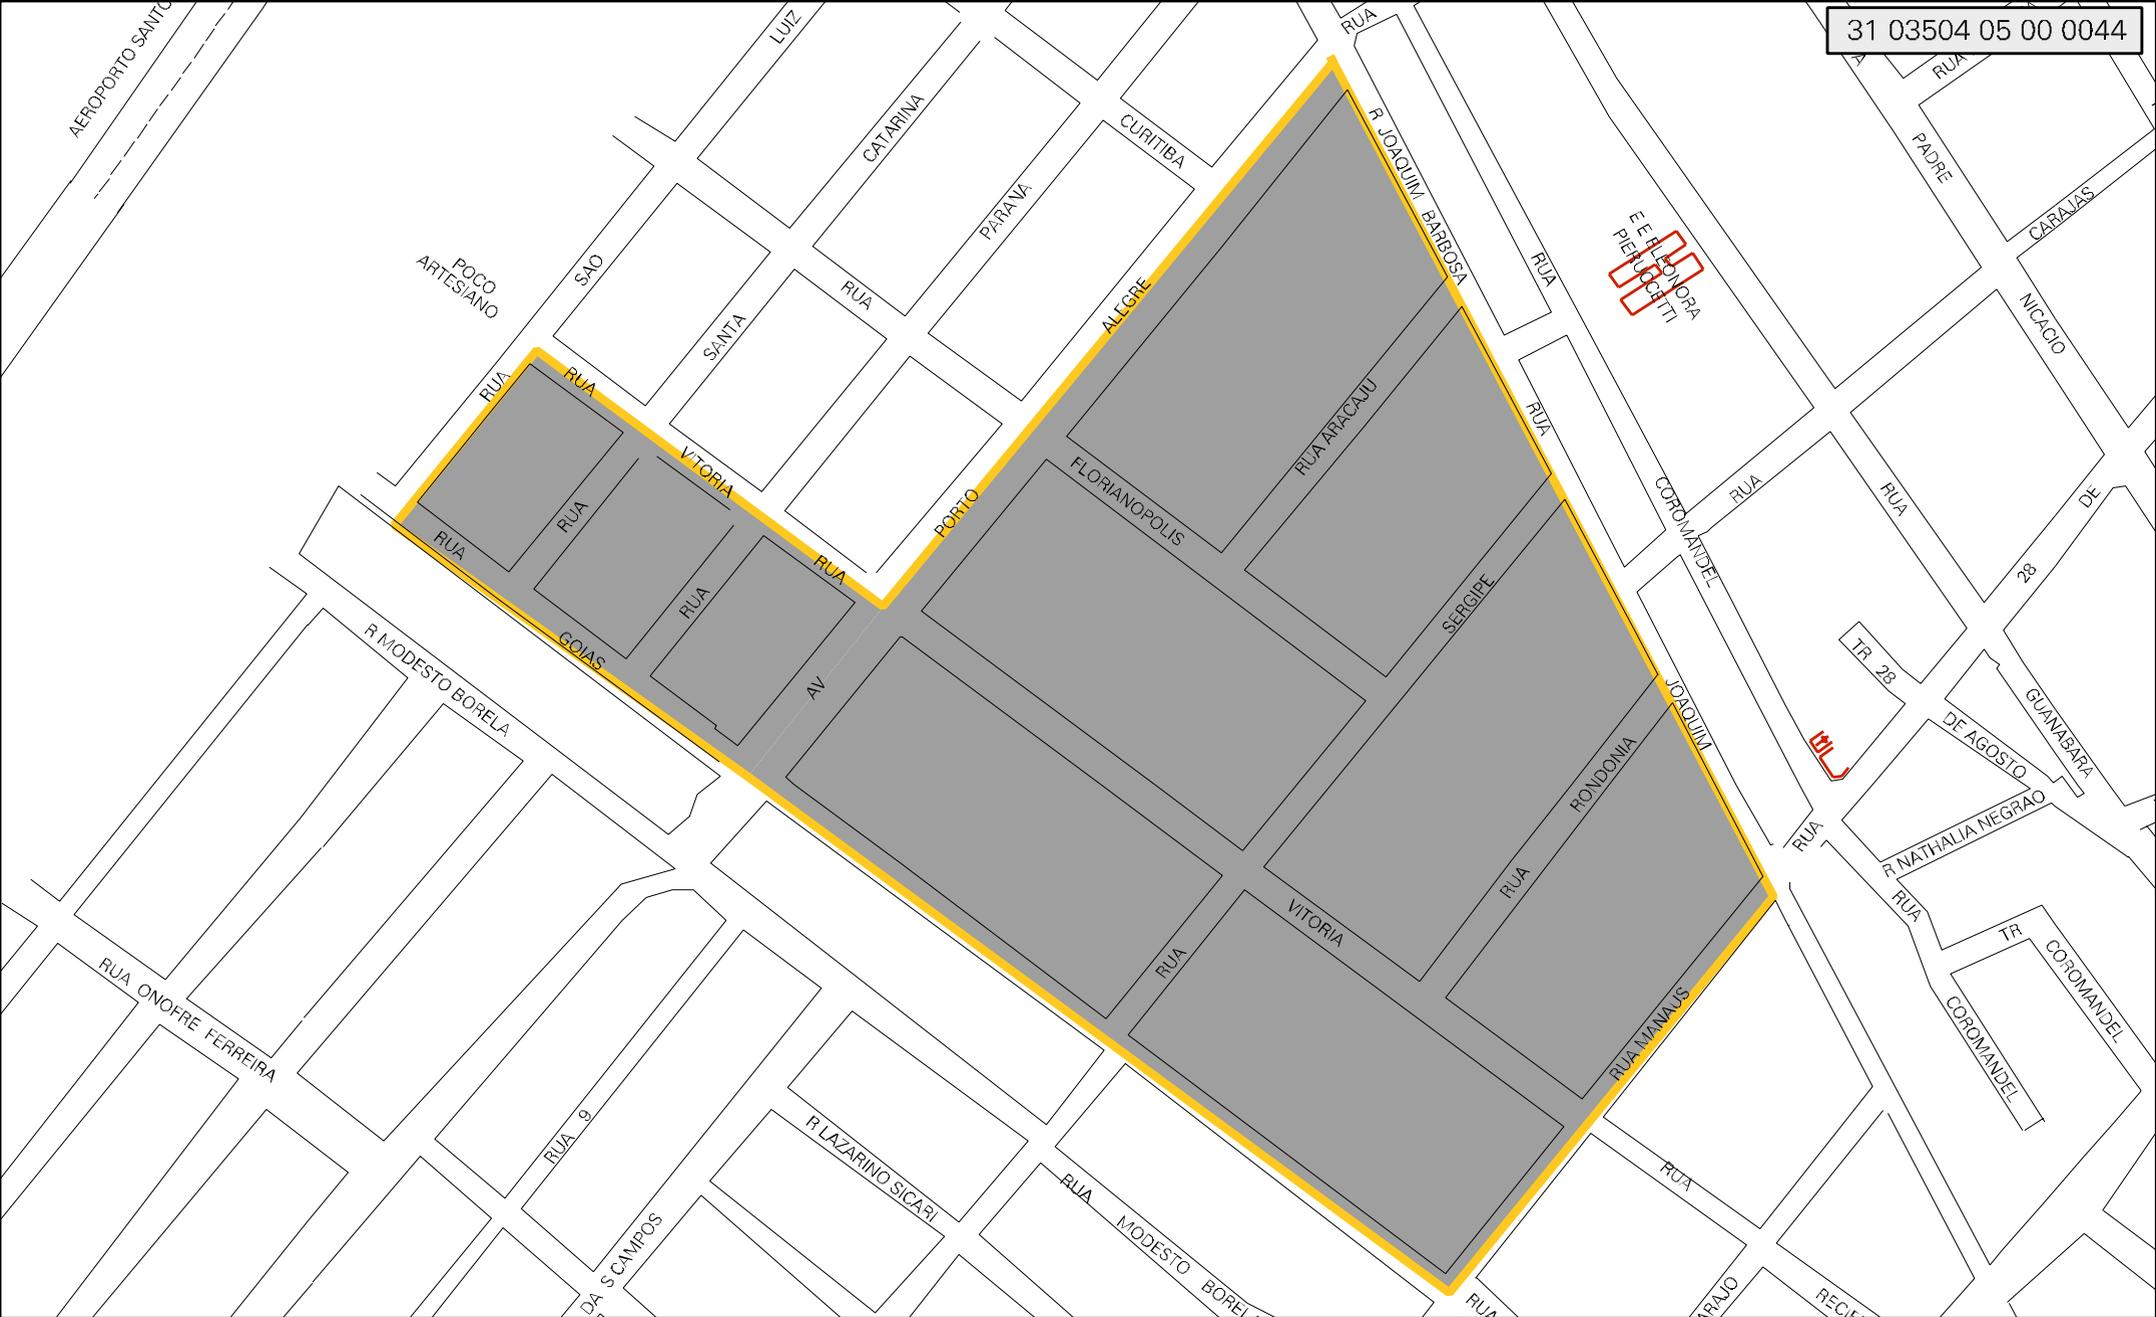 31 03504 05 00 0044
AEROPORTO SANTO
LUIZ
RUA
RUA
R JOAQUIM BARBOSA
CATARINA
CURITIBA
PADRE
PARANA
CARAJAS
SAO
RUA
E E ELEONORA
PIERUCETTI
POCO
ARTESIANO
RUA
ALEGRE
NICACIO
SANTA
RUA
RUA
RUA
RUA ARACAJU
VITORIA
FLORIANOPOLIS
PORTO
RUA
RUA
DE
RUA
RUA
COROMANDEL
RUA
28
RUA
SERGIPE
GOIAS
R MODESTO BORELA
TR 28
AV
JOAQUIM
GUANABARA
DE AGOSTO
RONDONIA
RUA
R NATHALIA NEGRAO
RUA
RUA
VITORIA
TR
RUA
COROMANDEL
RUA ONOFRE FERREIRA
RUA MANAUS
COROMANDEL
RUA 9
R LAZARINO SICARI
RUA
RUA
MODESTO BORELA
DA S CAMPOS
RUA
ARAJO
RECIF